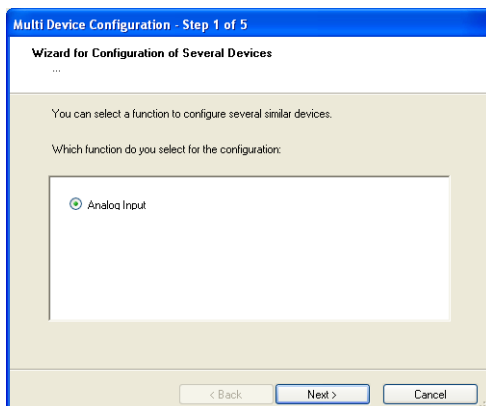 Multi Device Configuration - Step 1 of 5
Wizard for Configuration of Several Devices
...
You can select a function to configure several similar devices.
Which function do you select for the configuration:
Analog Input
< Back Next > Cancel